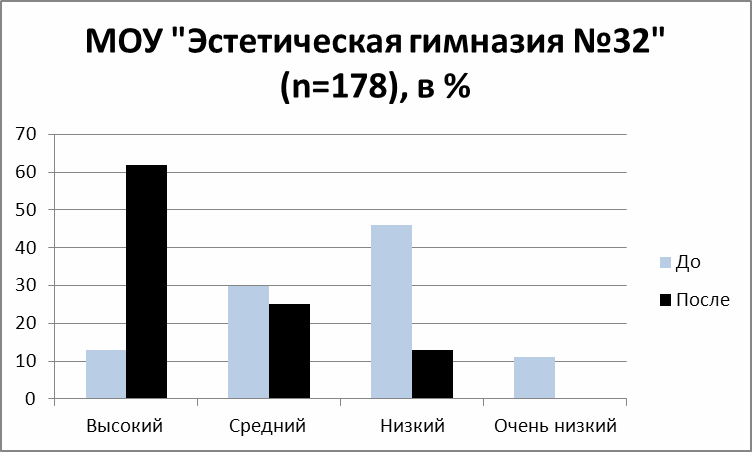 МОУ "Эстетическая гимназия №32"
(n=178), в %
70
60
50
40
30
20
10
0
Высокий
Средний
Низкий
Очень низкий
До
После